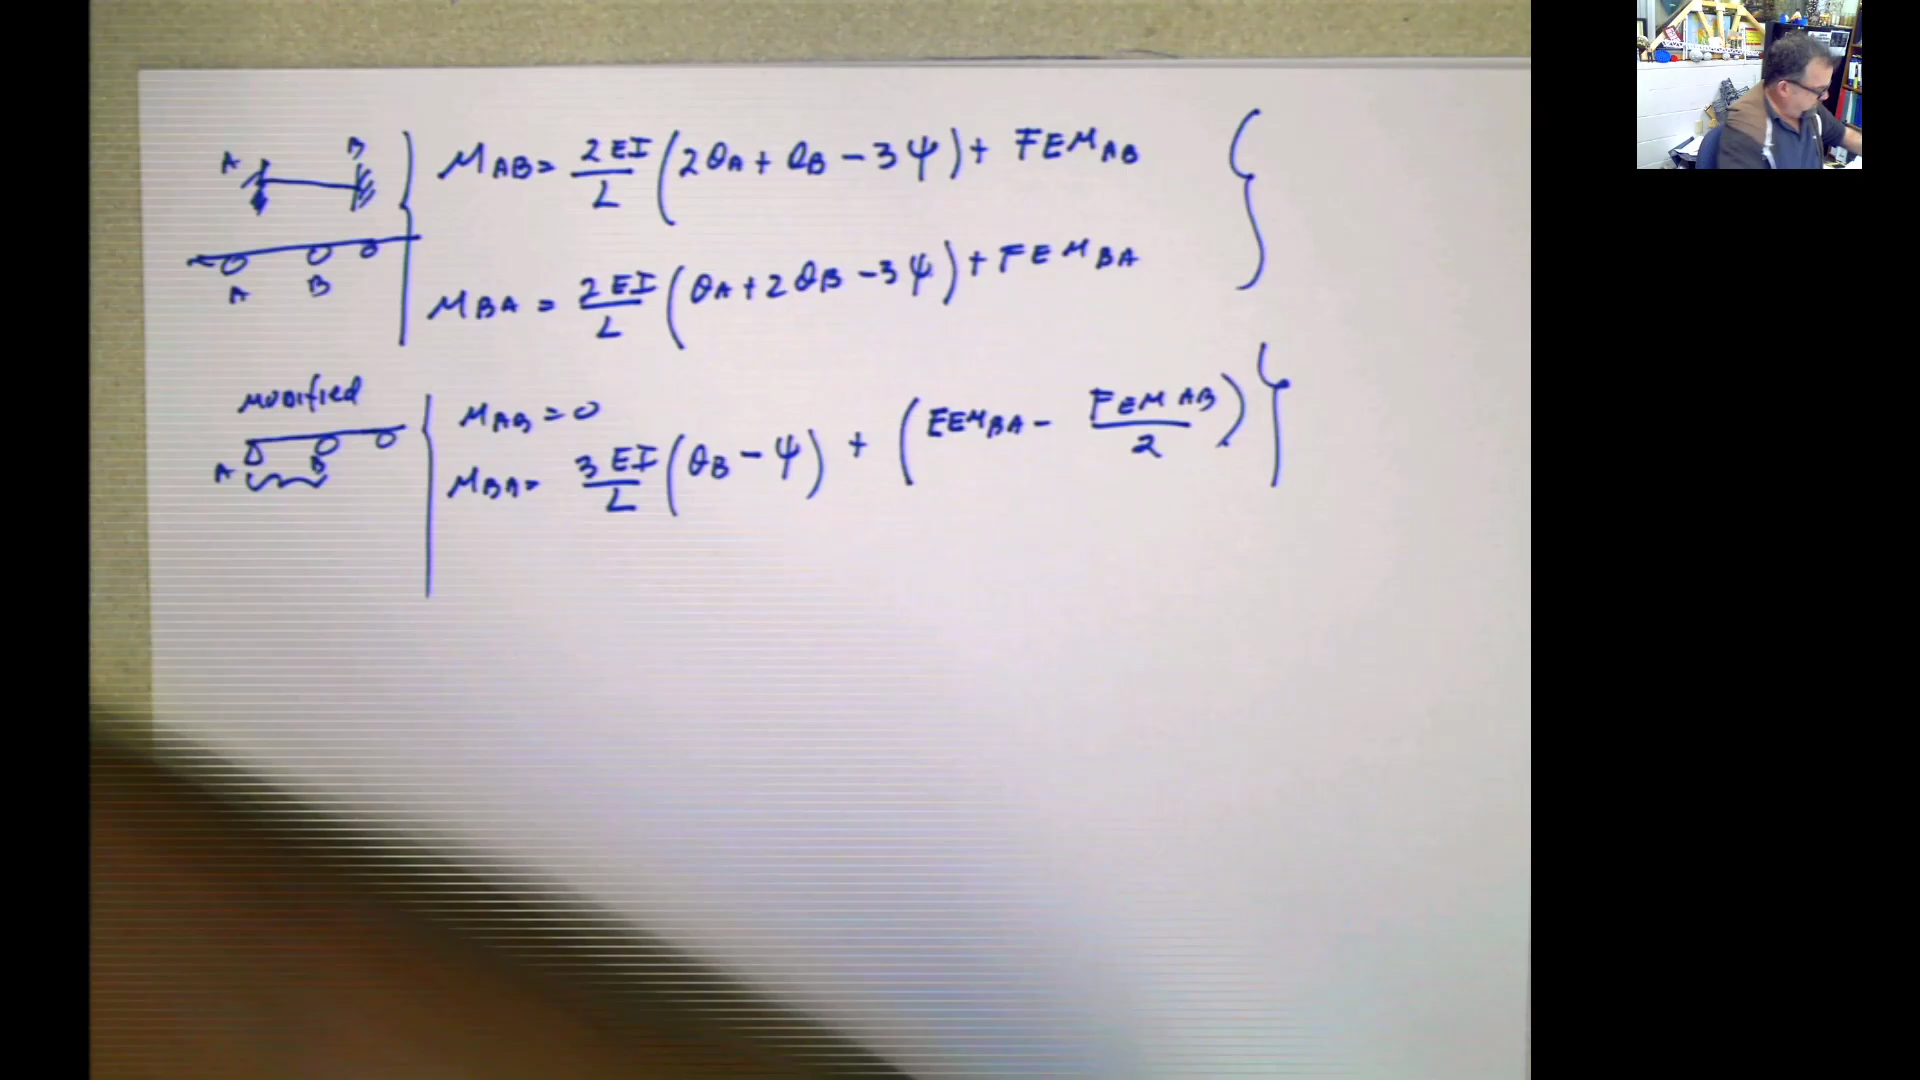 A B
M_AB = 2EI/L (2θA + θB − 3ψ) + FEM_AB
A B
M_BA = 2EI/L (θA + 2θB − 3ψ) + FEM_BA
Modified
A B
M_AB = 0
M_BA = 3EI/L (θB − ψ) + (FEM_BA − FEM_AB/2)